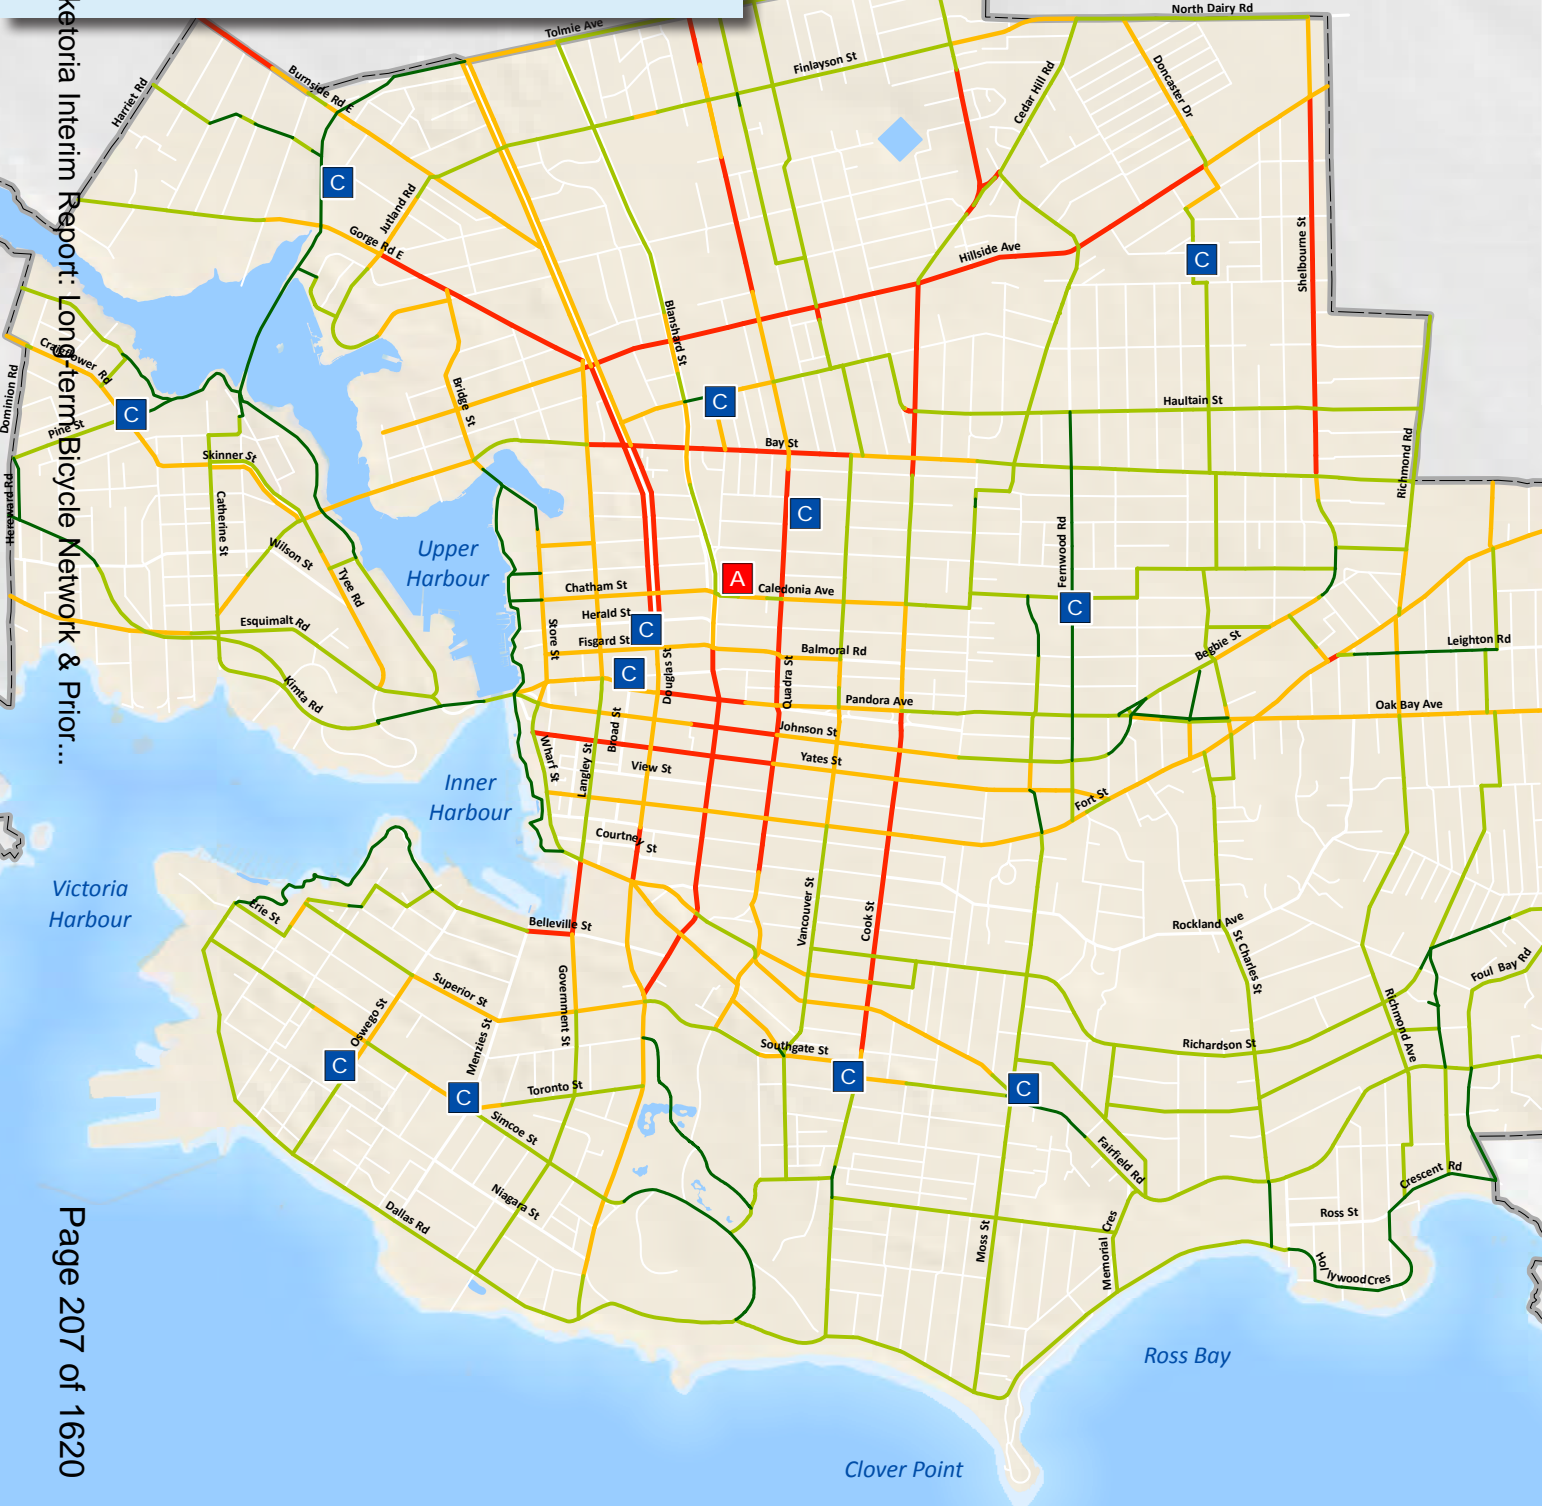 North Dairy Rd
Tolmie Ave
Finlayson St
Burnside Rd E
Harriet Rd
Cedar Hill Rd
Doncaster Dr
C
Jutland Rd
Gorge Rd E
Hillside Ave
C
Shelbourne St
Blanshard St
Craigflower Rd
Dominion Rd
Bridge St
C
Haultain St
C
Pine St
Bay St
Skinner St
Richmond Rd
Hereward Rd
Catherine St
C
Fernwood Rd
Upper
Harbour
Wilson St
Tyee Rd
A
Chatham St
Caledonia Ave
C
Herald St
C
Esquimalt Rd
Store St
Fisgard St
Balmoral Rd
Begbie St
Leighton Rd
C
Douglas St
Quadra St
Kimta Rd
Pandora Ave
Oak Bay Ave
Broad St
Johnson St
Wharf St
Langley St
View St
Yates St
Inner
Harbour
Fort St
Courtney St
Victoria
Harbour
Erie St
Belleville St
Vancouver St
Cook St
Rockland Ave
St Charles St
Foul Bay Rd
Superior St
Government St
Oswego St
Menzies St
Richmond Ave
Southgate St
Richardson St
C
C
C
C
Toronto St
Simcoe St
Fairfield Rd
Crescent Rd
Niagara St
Dallas Rd
Moss St
Memorial Cres
Ross St
Hollywood Cres
Ross Bay
Clover Point
ketoria Interim Report: Long-term Bicycle Network & Prior...
Page 207 of 1620